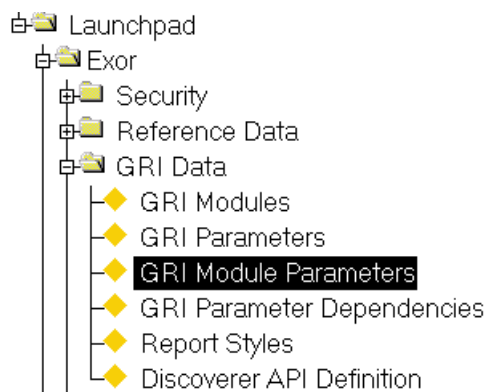 Launchpad
Exor
Security
Reference Data
GRI Data
GRI Modules
GRI Parameters
GRI Module Parameters
GRI Parameter Dependencies
Report Styles
Discoverer API Definition